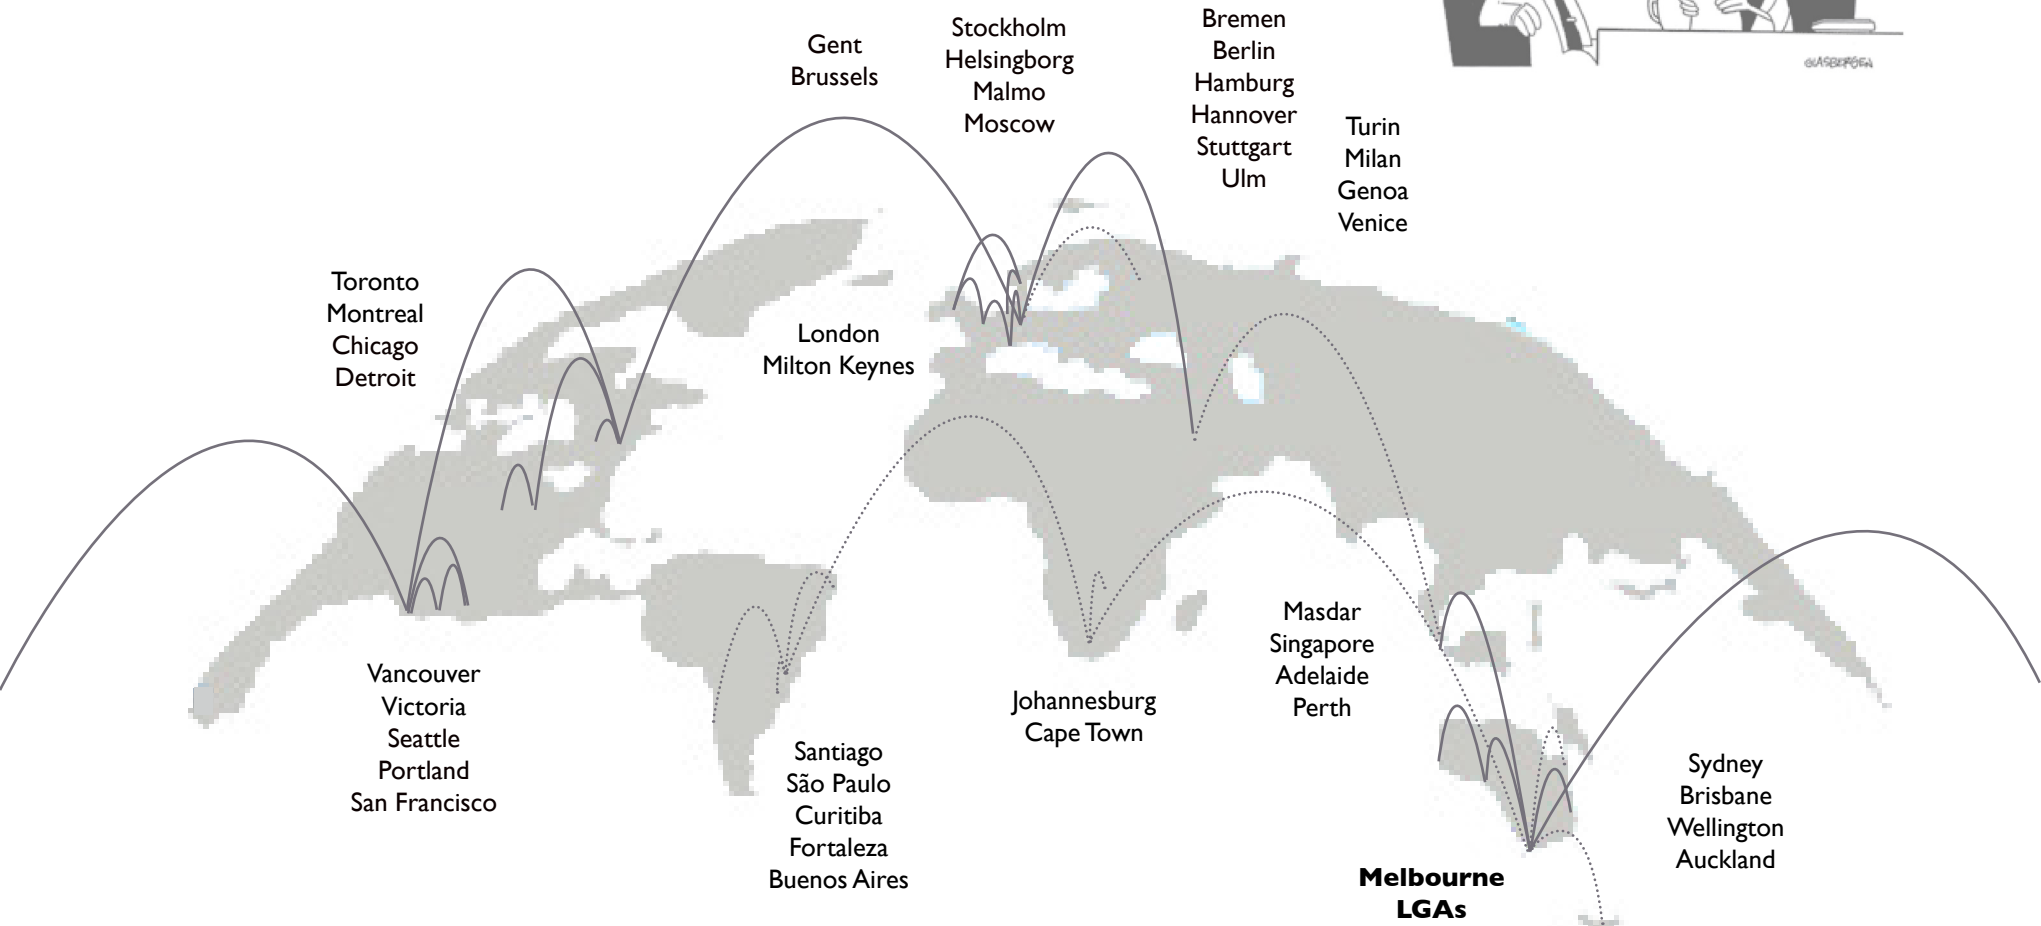 Gent
Brussels
Stockholm
Helsingborg
Malmo
Moscow
Bremen
Berlin
Hamburg
Hannover
Stuttgart
Ulm
GLASBERGEN
Turin
Milan
Genoa
Venice
Toronto
Montreal
Chicago
Detroit
London
Milton Keynes
Vancouver
Victoria
Seattle
Portland
San Francisco
Santiago
São Paulo
Curitiba
Fortaleza
Buenos Aires
Johannesburg
Cape Town
Masdar
Singapore
Adelaide
Perth
Sydney
Brisbane
Wellington
Auckland
Melbourne
LGAs